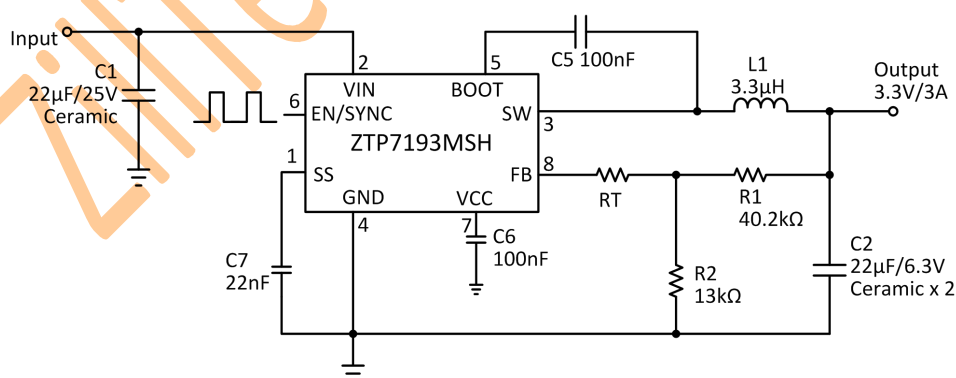 Input
C1
22µF/25V
Ceramic
2
VIN
5
BOOT
C5 100nF
6
EN/SYNC
SW
3
L1
3.3µH
Output
3.3V/3A
ZTP7193MSH
1
SS
FB
8
RT
R1
40.2kΩ
GND
4
VCC
7
C6
100nF
C7
22nF
R2
13kΩ
C2
22µF/6.3V
Ceramic x 2